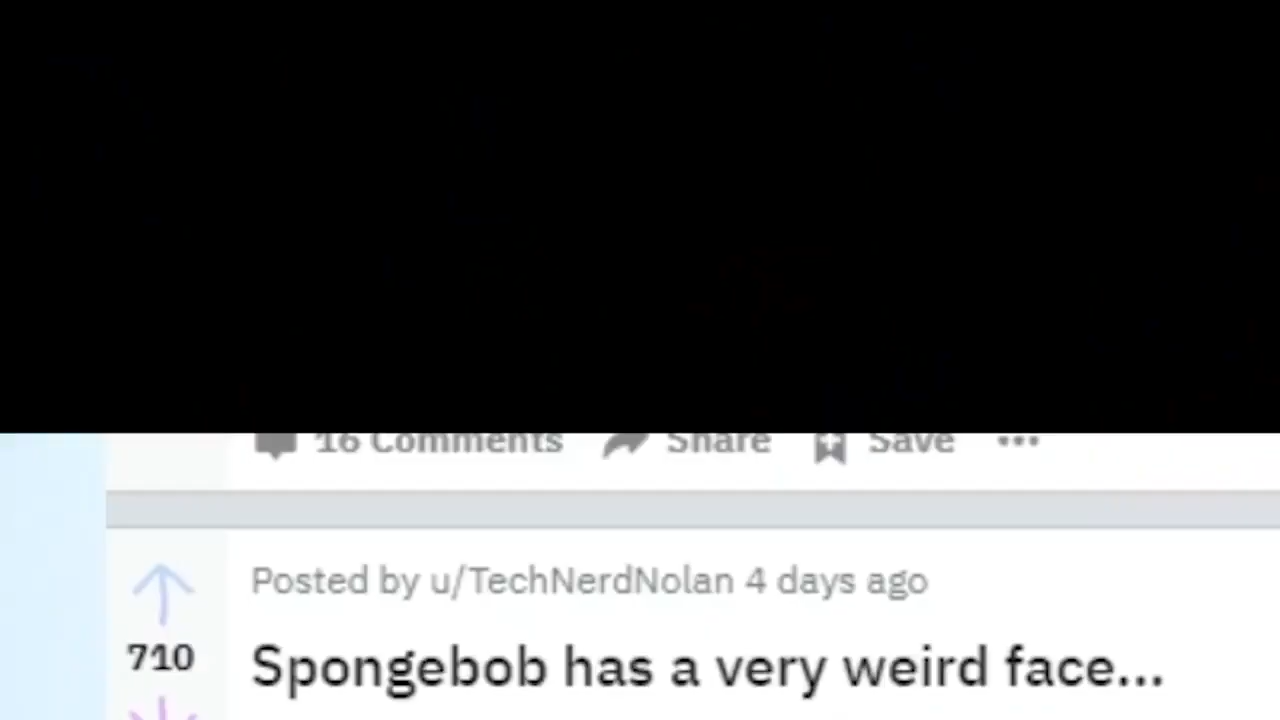 16 Comments Share Save ...
Posted by u/TechNerdNolan 4 days ago
710
Spongebob has a very weird face...